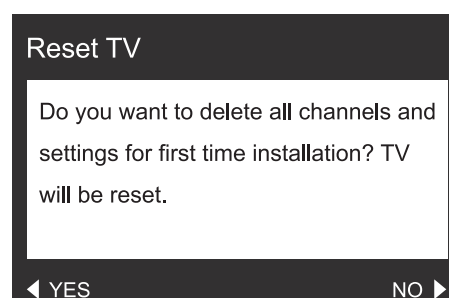 Reset TV
Do you want to delete all channels and
settings for first time installation? TV
will be reset.
YES
NO